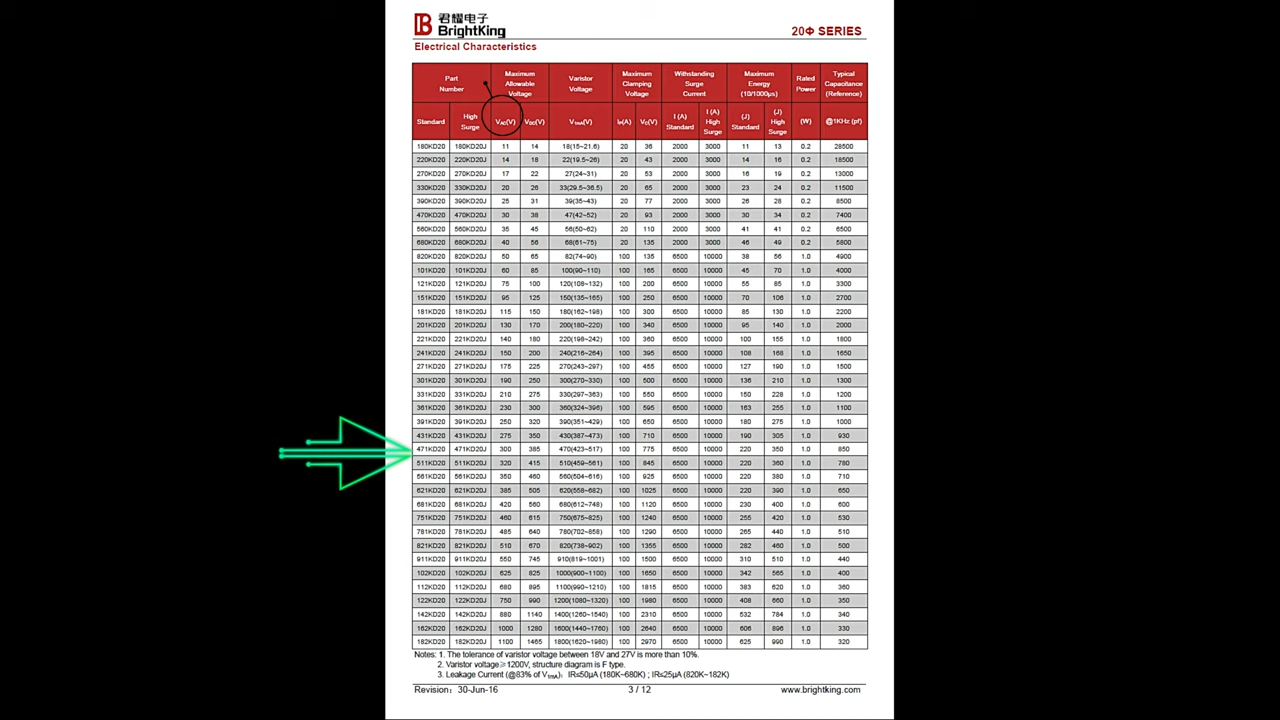 君耀电子
BrightKing
20Φ SERIES
Electrical Characteristics
Part Number Maximum Allowable Voltage Varistor Voltage Maximum Clamping Voltage Withstanding Surge Current Maximum Energy (10/1000μs) Rated Power Typical Capacitance (Reference)
Standard High Surge VAC(V) VDC(V) V1mA(V) IP(A) VC(V) I (A) Standard I (A) High Surge (J) Standard (J) High Surge (W) @1KHz (pf)
180KD20 180KD20J 11 14 18(15~21.6) 20 36 2000 3000 11 13 0.2 28500
220KD20 220KD20J 14 18 22(19.5~26) 20 43 2000 3000 14 16 0.2 18500
270KD20 270KD20J 17 22 27(24~31) 20 53 2000 3000 16 19 0.2 13000
330KD20 330KD20J 20 26 33(29.5~36.5) 20 65 2000 3000 23 24 0.2 11500
390KD20 390KD20J 25 31 39(35~43) 20 77 2000 3000 26 28 0.2 8500
470KD20 470KD20J 30 38 47(42~52) 20 93 2000 3000 30 34 0.2 7400
560KD20 560KD20J 35 45 56(50~62) 20 110 2000 3000 41 41 0.2 6500
680KD20 680KD20J 40 56 68(61~75) 20 135 2000 3000 46 49 0.2 5800
820KD20 820KD20J 50 65 82(74~90) 100 135 6500 10000 38 56 1.0 4900
101KD20 101KD20J 60 85 100(90~110) 100 165 6500 10000 45 70 1.0 4000
121KD20 121KD20J 75 100 120(108~132) 100 200 6500 10000 55 85 1.0 3300
151KD20 151KD20J 95 125 150(135~165) 100 250 6500 10000 70 106 1.0 2700
181KD20 181KD20J 115 150 180(162~198) 100 300 6500 10000 85 130 1.0 2200
201KD20 201KD20J 130 170 200(180~220) 100 340 6500 10000 95 140 1.0 2000
221KD20 221KD20J 140 180 220(198~242) 100 360 6500 10000 100 155 1.0 1800
241KD20 241KD20J 150 200 240(216~264) 100 395 6500 10000 108 168 1.0 1650
271KD20 271KD20J 175 225 270(243~297) 100 455 6500 10000 127 190 1.0 1500
301KD20 301KD20J 190 250 300(270~330) 100 500 6500 10000 136 210 1.0 1300
331KD20 331KD20J 210 275 330(297~363) 100 550 6500 10000 150 228 1.0 1200
361KD20 361KD20J 230 300 360(324~396) 100 595 6500 10000 163 255 1.0 1100
391KD20 391KD20J 250 320 390(351~429) 100 650 6500 10000 180 275 1.0 1000
431KD20 431KD20J 275 350 430(387~473) 100 710 6500 10000 190 305 1.0 930
471KD20 471KD20J 300 385 470(423~517) 100 775 6500 10000 220 350 1.0 850
511KD20 511KD20J 320 415 510(459~561) 100 845 6500 10000 220 360 1.0 780
561KD20 561KD20J 350 460 560(504~616) 100 925 6500 10000 220 380 1.0 710
621KD20 621KD20J 385 505 620(558~682) 100 1025 6500 10000 220 390 1.0 650
681KD20 681KD20J 420 560 680(612~748) 100 1120 6500 10000 230 400 1.0 600
751KD20 751KD20J 460 615 750(675~825) 100 1240 6500 10000 255 420 1.0 530
781KD20 781KD20J 485 640 780(702~858) 100 1290 6500 10000 265 440 1.0 510
821KD20 821KD20J 510 670 820(738~902) 100 1355 6500 10000 282 460 1.0 500
911KD20 911KD20J 550 745 910(819~1001) 100 1500 6500 10000 310 510 1.0 440
102KD20 102KD20J 625 825 1000(900~1100) 100 1650 6500 10000 342 565 1.0 400
112KD20 112KD20J 680 895 1100(990~1210) 100 1815 6500 10000 383 620 1.0 360
122KD20 122KD20J 750 990 1200(1080~1320) 100 1980 6500 10000 408 660 1.0 350
142KD20 142KD20J 880 1140 1400(1260~1540) 100 2310 6500 10000 532 784 1.0 340
162KD20 162KD20J 1000 1280 1600(1440~1760) 100 2640 6500 10000 606 896 1.0 330
182KD20 182KD20J 1100 1465 1800(1620~1980) 100 2970 6500 10000 625 990 1.0 320
Notes: 1. The tolerance of varistor voltage between 18V and 27V is more than 10%.
2. Varistor voltage≥1200V, structure diagram is F type.
3. Leakage Current (@83% of V1mA): IR≤50μA (180K~680K) ; IR≤25μA (820K~182K)
Revision: 30-Jun-16 3 / 12 www.brightking.com